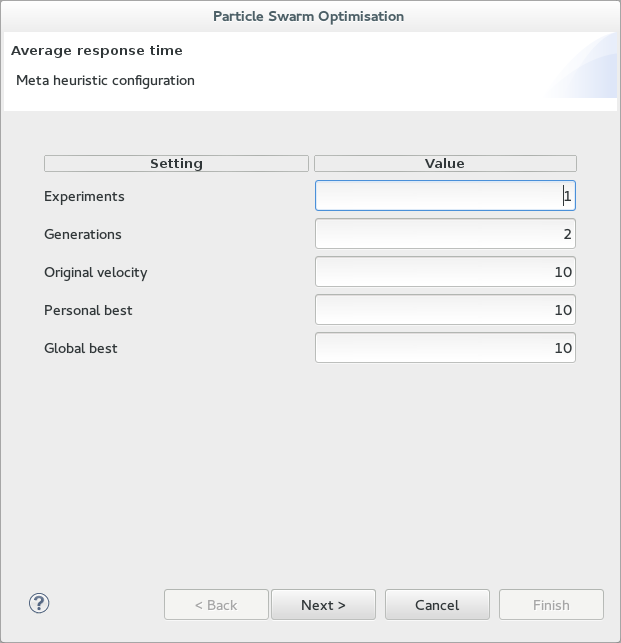 Particle Swarm Optimisation
Average response time
Meta heuristic configuration
Setting Value
Experiments 1
Generations 2
Original velocity 10
Personal best 10
Global best 10
? < Back Next > Cancel Finish